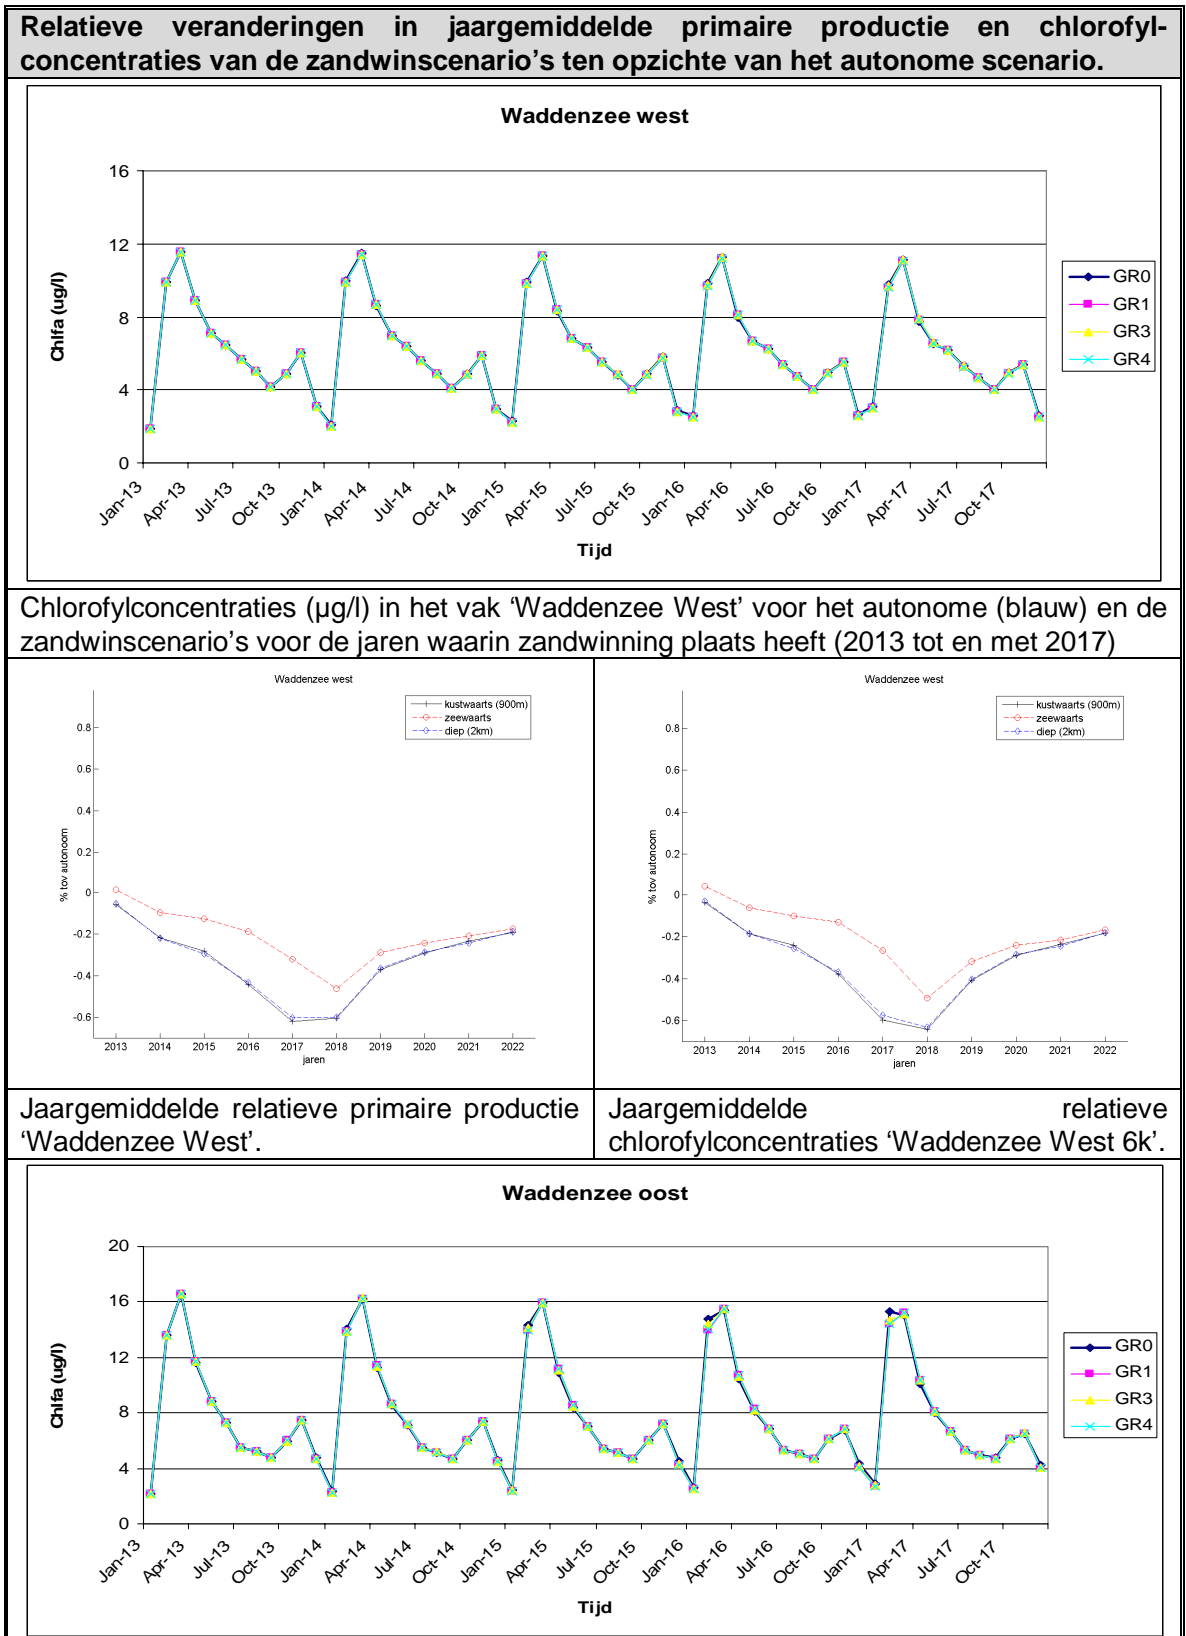 Relatieve veranderingen in jaargemiddelde primaire productie en chlorofyl-
concentraties van de zandwinscenario's ten opzichte van het autonome scenario.
Waddenzee west
16
12
8
4
0
Chlfa (ug/l)
Jan-13 Apr-13 Jul-13 Oct-13 Jan-14 Apr-14 Jul-14 Oct-14 Jan-15 Apr-15 Jul-15 Oct-15 Jan-16 Apr-16 Jul-16 Oct-16 Jan-17 Apr-17 Jul-17 Oct-17
Tijd
GR0
GR1
GR3
GR4
Chlorofylconcentraties (µg/l) in het vak 'Waddenzee West' voor het autonome (blauw) en de
zandwinscenario's voor de jaren waarin zandwinning plaats heeft (2013 tot en met 2017)
Waddenzee west
kustwaarts (900m)
zeewaarts
diep (2km)
0.8
0.6
0.4
0.2
0
-0.2
-0.4
-0.6
% tov autonoom
2013 2014 2015 2016 2017 2018 2019 2020 2021 2022
jaren
Waddenzee west
kustwaarts (900m)
zeewaarts
diep (2km)
0.8
0.6
0.4
0.2
0
-0.2
-0.4
-0.6
% tov autonoom
2013 2014 2015 2016 2017 2018 2019 2020 2021 2022
jaren
Jaargemiddelde relatieve primaire productie
'Waddenzee West'.
Jaargemiddelde relatieve
chlorofylconcentraties 'Waddenzee West 6k'.
Waddenzee oost
20
16
12
8
4
0
Chlfa (ug/l)
Jan-13 Apr-13 Jul-13 Oct-13 Jan-14 Apr-14 Jul-14 Oct-14 Jan-15 Apr-15 Jul-15 Oct-15 Jan-16 Apr-16 Jul-16 Oct-16 Jan-17 Apr-17 Jul-17 Oct-17
Tijd
GR0
GR1
GR3
GR4